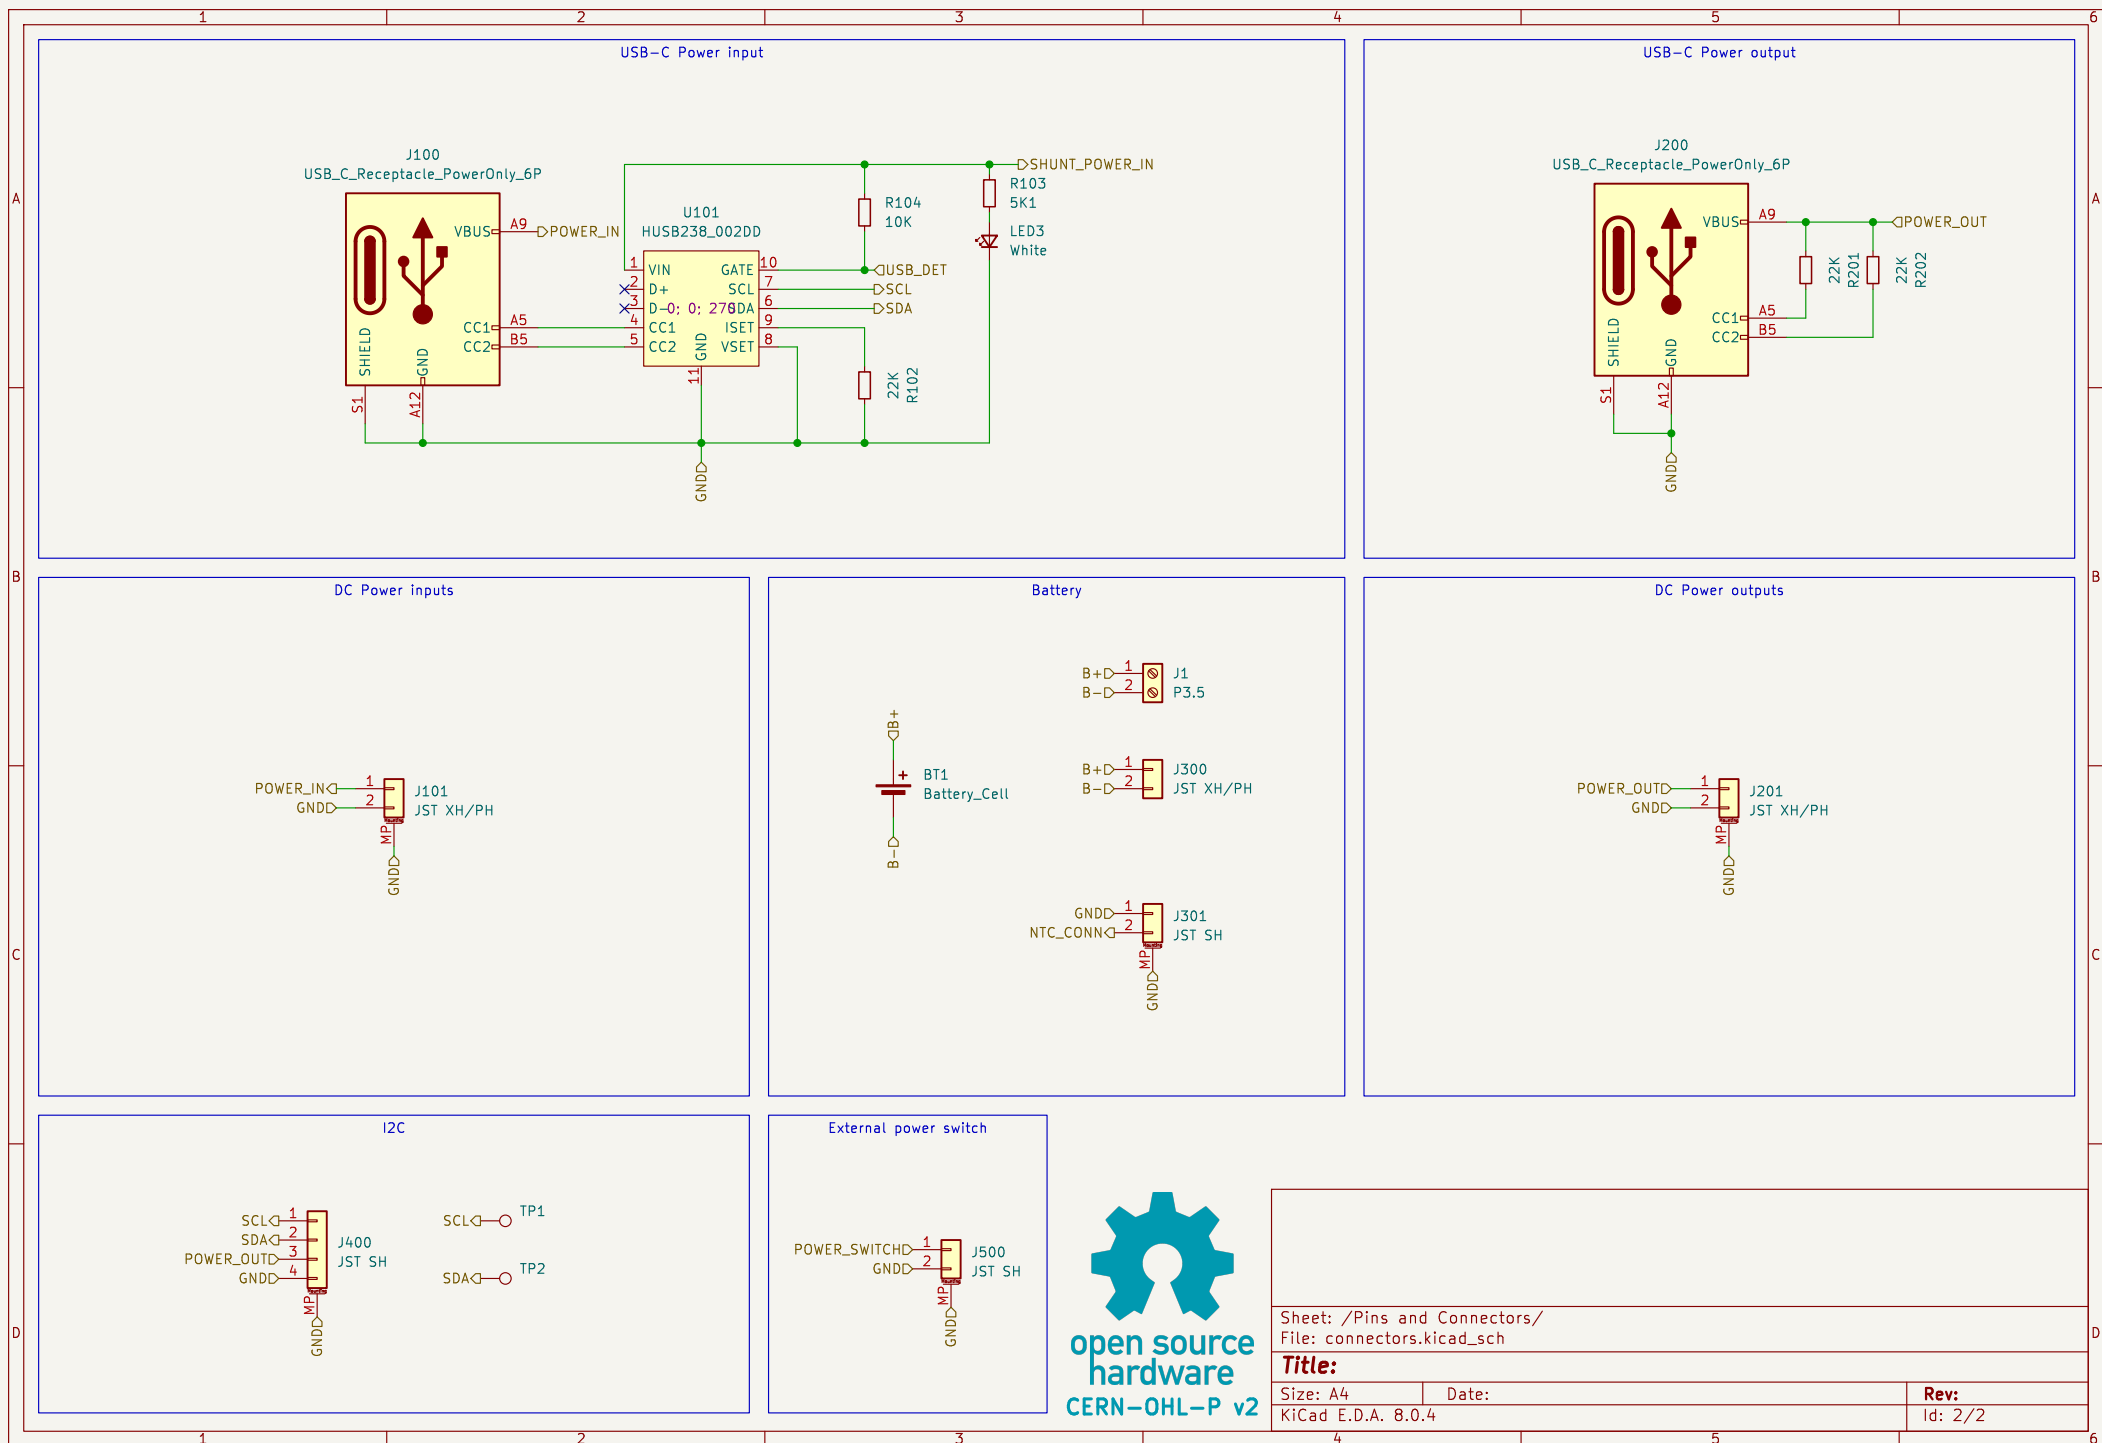 1 2 3 4 5 6
USB-C Power input
USB-C Power output
A
A
J100
USB_C_Receptacle_PowerOnly_6P
VBUS
A9
POWER_IN
CC1
A5
CC2
B5
SHIELD
GND
S1
A12
U101
HUSB238_002DD
1 VIN
2 D+
3 D-
4 CC1
5 CC2
0; 0; 270
GATE 10
SCL 7
SDA 6
ISET 9
VSET 8
GND
11
GND
R104
10K
USB_DET
SCL
SDA
22K
R102
SHUNT_POWER_IN
R103
5K1
LED3
White
J200
USB_C_Receptacle_PowerOnly_6P
VBUS
A9
POWER_OUT
22K
R201
22K
R202
CC1
A5
CC2
B5
SHIELD
GND
S1
A12
GND
B
B
DC Power inputs
Battery
DC Power outputs
POWER_IN 1
GND 2
J101
JST XH/PH
MP
GND
B+
BT1
Battery_Cell
B-
B+ 1
B- 2
J1
P3.5
B+ 1
B- 2
J300
JST XH/PH
GND 1
NTC_CONN 2
J301
JST SH
MP
GND
POWER_OUT 1
GND 2
J201
JST XH/PH
MP
GND
C
C
I2C
External power switch
SCL 1
SDA 2
POWER_OUT 3
GND 4
J400
JST SH
MP
GND
SCL
TP1
SDA
TP2
POWER_SWITCH 1
GND 2
J500
JST SH
MP
GND
open source
hardware
CERN-OHL-P v2
D
D
Sheet: /Pins and Connectors/
File: connectors.kicad_sch
Title:
Size: A4
Date:
Rev:
KiCad E.D.A. 8.0.4
Id: 2/2
1 2 3 4 5 6